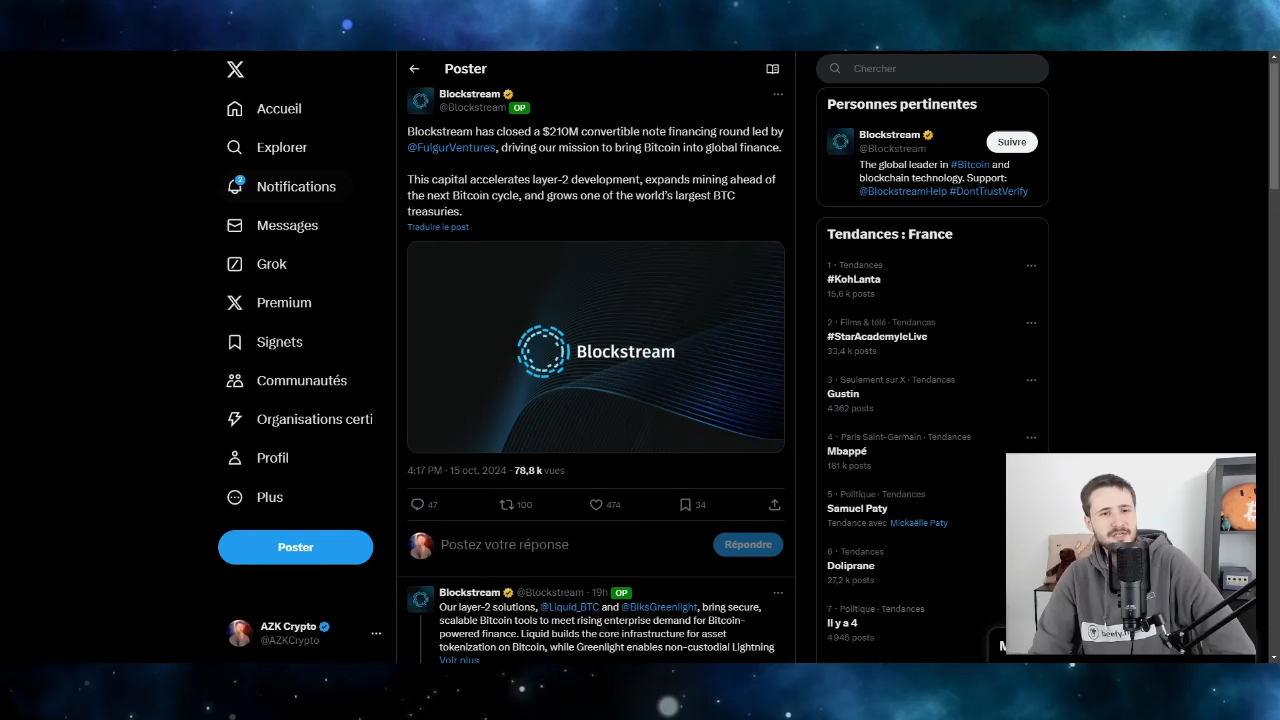 Accueil
Explorer
2
Notifications
Messages
Grok
Premium
Signets
Communautés
Organisations certi
Profil
Plus
Poster
AZK Crypto
@AZKCrypto
Poster
Blockstream
@Blockstream OP
Blockstream has closed a $210M convertible note financing round led by
@FulgurVentures, driving our mission to bring Bitcoin into global finance.
This capital accelerates layer-2 development, expands mining ahead of
the next Bitcoin cycle, and grows one of the world's largest BTC
treasuries.
Traduire le post
Blockstream
4:17 PM · 15 oct. 2024 · 78,8 k vues
47 100 474 34
Postez votre réponse
Répondre
Blockstream @Blockstream · 19h OP
Our layer-2 solutions, @Liquid_BTC and @BlksGreenlight, bring secure,
scalable Bitcoin tools to meet rising enterprise demand for Bitcoin-
powered finance. Liquid builds the core infrastructure for asset
tokenization on Bitcoin, while Greenlight enables non-custodial Lightning
Voir plus
Chercher
Personnes pertinentes
Blockstream
@Blockstream
Suivre
The global leader in #Bitcoin and
blockchain technology. Support:
@BlockstreamHelp #DontTrustVerify
Tendances : France
1 · Tendances
#KohLanta
15,6 k posts
2 · Films & télé · Tendances
#StarAcademyleLive
33,4 k posts
3 · Seulement sur X · Tendances
Gustin
4 362 posts
4 · Paris Saint-Germain · Tendances
Mbappé
181 k posts
5 · Politique · Tendances
Samuel Paty
Tendance avec Mickaëlle Paty
6 · Tendances
Doliprane
27,2 k posts
7 · Politique · Tendances
Il y a 4
4 945 posts
M